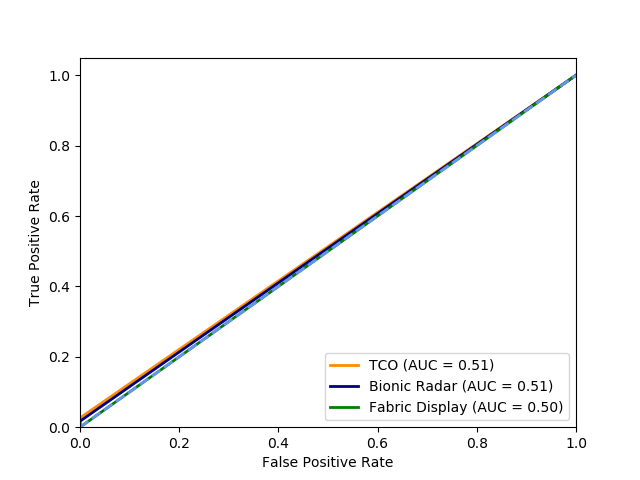 1.0
0.8
0.6
0.4
0.2
0.0
True Positive Rate
TCO (AUC = 0.51)
Bionic Radar (AUC = 0.51)
Fabric Display (AUC = 0.50)
0.0 0.2 0.4 0.6 0.8 1.0
False Positive Rate